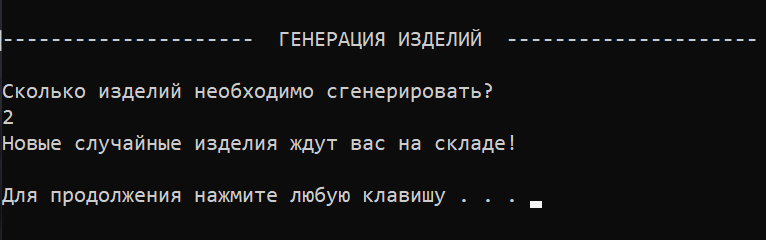 |---------------------  ГЕНЕРАЦИЯ ИЗДЕЛИЙ  ---------------------
Сколько изделий необходимо сгенерировать?
2
Новые случайные изделия ждут вас на складе!
Для продолжения нажмите любую клавишу . . .